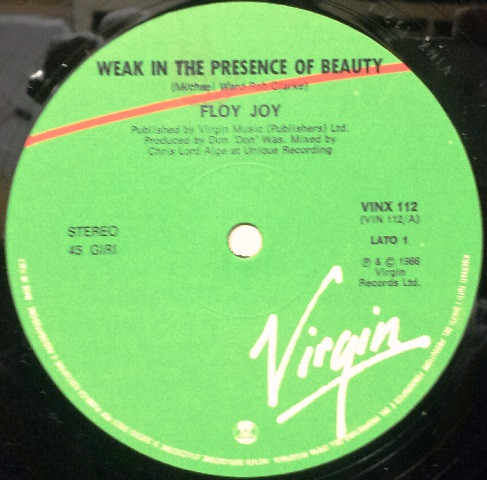 WEAK IN THE PRESENCE OF BEAUTY
(Michael Ward-Rob Clarke)
FLOY JOY
Published by Virgin Music (Publishers) Ltd.
Produced by Don 'Don' Was. Mixed by
Chris Lord Alge at Unique Recording
VINX 112
(VIN 112/A)
STEREO
45 GIRI
LATO 1
℗ & © 1986
Virgin
Records Ltd.
Virgin